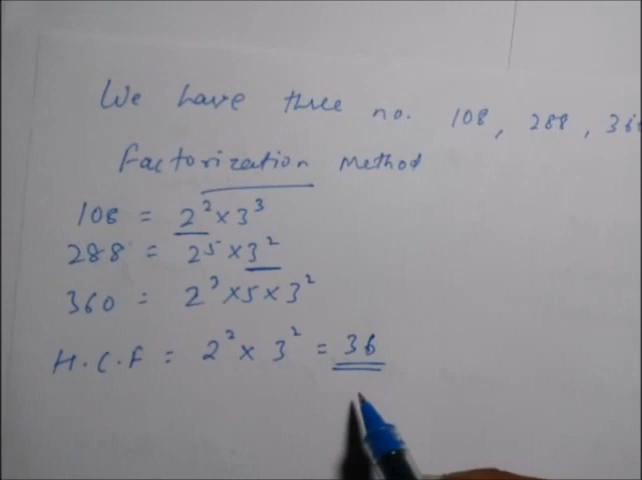 We have three no. 108, 288, 360
Factorization Method
108 = 2² × 3³
288 = 2⁵ × 3²
360 = 2³ × 5 × 3²
H.C.F = 2² × 3² = 36